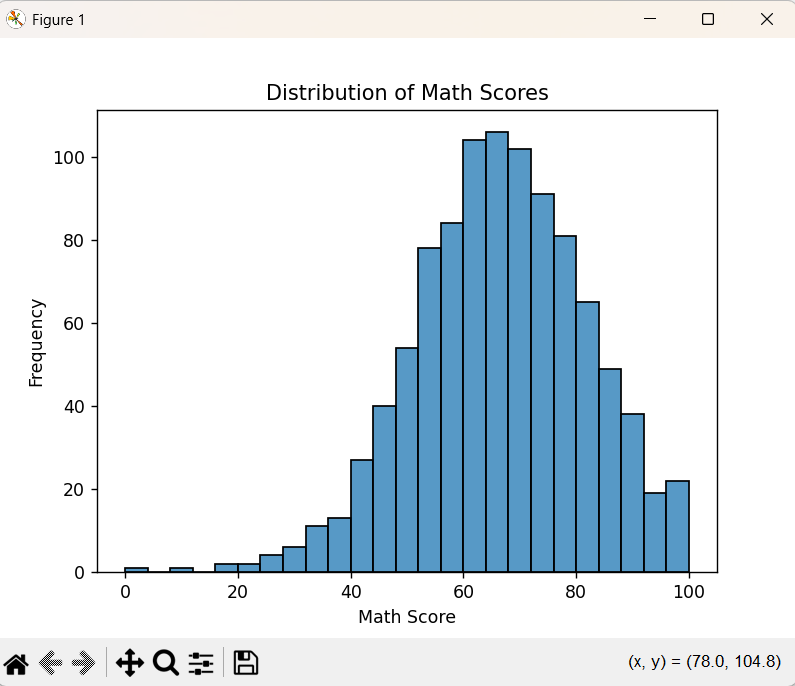 Figure 1
Distribution of Math Scores
100
80
60
40
20
0
Frequency
0 20 40 60 80 100
Math Score
(x, y) = (78.0, 104.8)